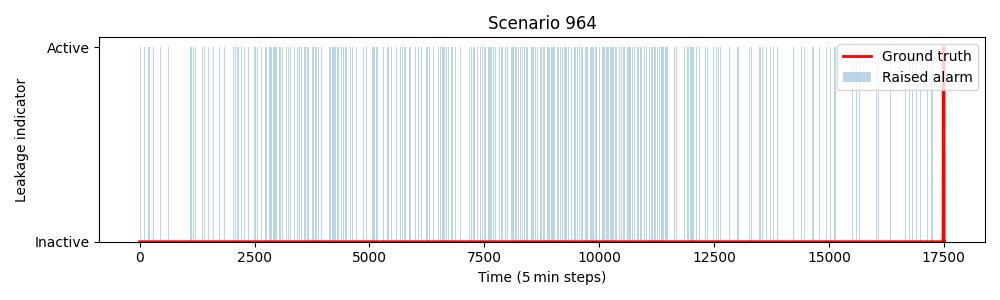 Scenario 964
Active
Inactive
Leakage indicator
Ground truth
Raised alarm
0 2500 5000 7500 10000 12500 15000 17500
Time (5 min steps)